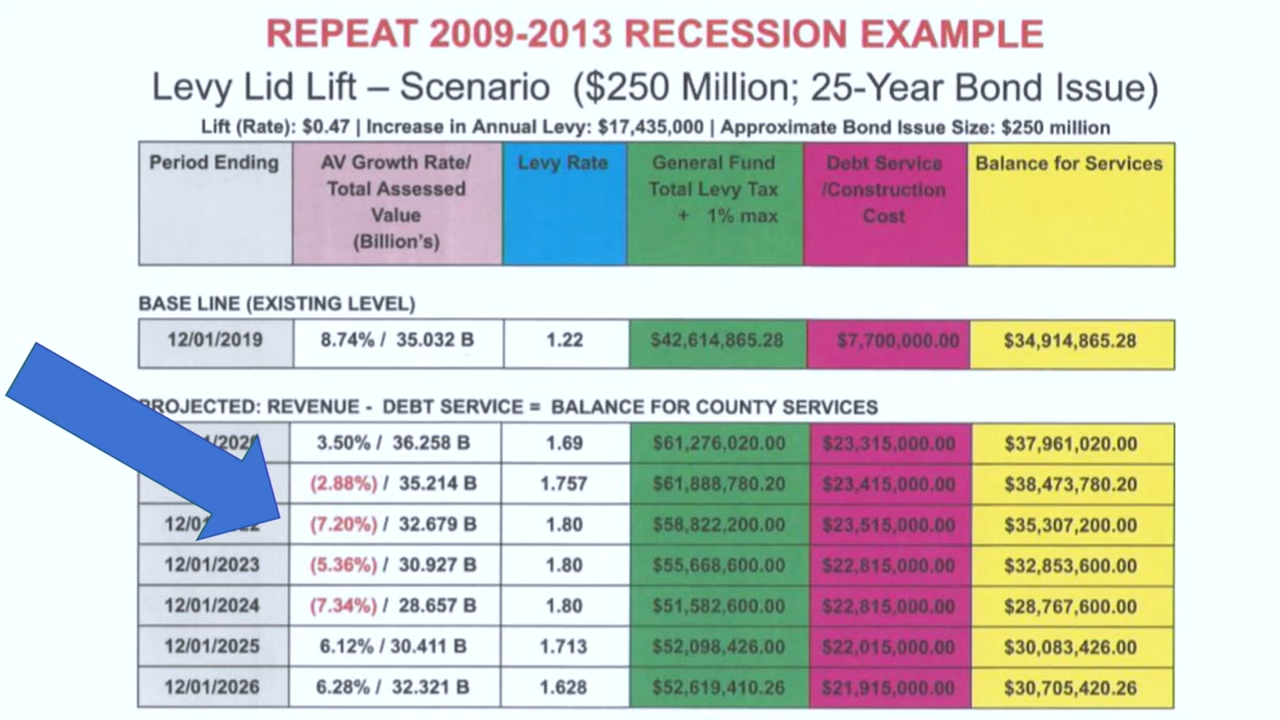 REPEAT 2009-2013 RECESSION EXAMPLE
Levy Lid Lift – Scenario ($250 Million; 25-Year Bond Issue)
Lift (Rate): $0.47 | Increase in Annual Levy: $17,435,000 | Approximate Bond Issue Size: $250 million
Period Ending
AV Growth Rate/
Total Assessed
Value
(Billion's)
Levy Rate
General Fund
Total Levy Tax
+ 1% max
Debt Service
/Construction
Cost
Balance for Services
BASE LINE (EXISTING LEVEL)
12/01/2019 8.74% / 35.032 B 1.22 $42,614,865.28 $7,700,000.00 $34,914,865.28
PROJECTED: REVENUE - DEBT SERVICE = BALANCE FOR COUNTY SERVICES
3.50% / 36.258 B 1.69 $61,276,020.00 $23,315,000.00 $37,961,020.00
(2.88%) / 35.214 B 1.757 $61,888,780.20 $23,415,000.00 $38,473,780.20
(7.20%) / 32.679 B 1.80 $58,822,200.00 $23,515,000.00 $35,307,200.00
12/01/2023 (5.36%) / 30.927 B 1.80 $55,668,600.00 $22,815,000.00 $32,853,600.00
12/01/2024 (7.34%) / 28.657 B 1.80 $51,582,600.00 $22,815,000.00 $28,767,600.00
12/01/2025 6.12% / 30.411 B 1.713 $52,098,426.00 $22,015,000.00 $30,083,426.00
12/01/2026 6.28% / 32.321 B 1.628 $52,619,410.26 $21,915,000.00 $30,705,420.26